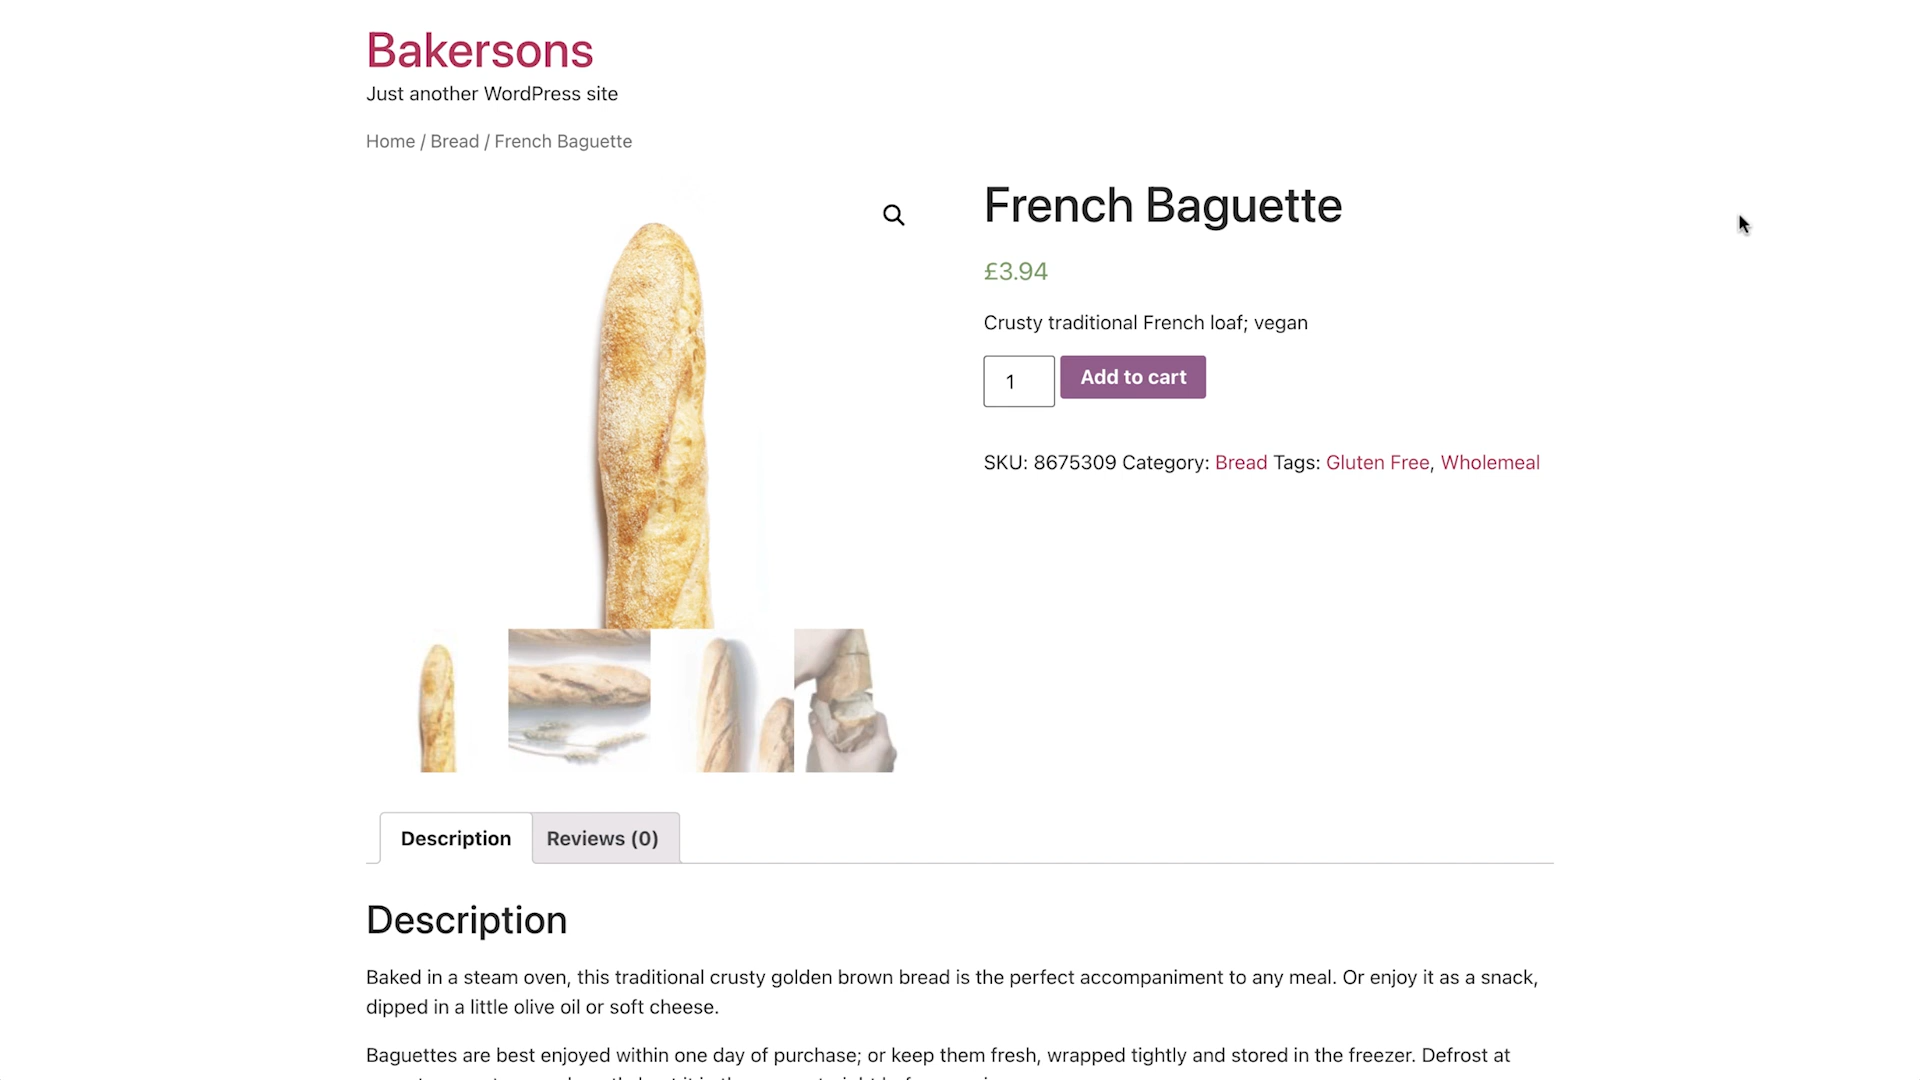 Bakersons
Just another WordPress site
Home / Bread / French Baguette
French Baguette
£3.94
Crusty traditional French loaf; vegan
1
Add to cart
SKU: 8675309 Category: Bread Tags: Gluten Free, Wholemeal
Description
Reviews (0)
Description
Baked in a steam oven, this traditional crusty golden brown bread is the perfect accompaniment to any meal. Or enjoy it as a snack,
dipped in a little olive oil or soft cheese.
Baguettes are best enjoyed within one day of purchase; or keep them fresh, wrapped tightly and stored in the freezer. Defrost at